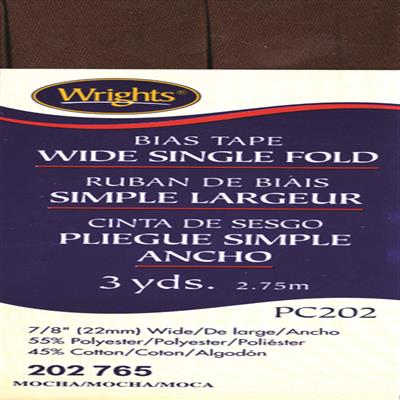 Wrights®
BIAS TAPE
WIDE SINGLE FOLD
RUBAN DE BIAIS
SIMPLE LARGEUR
CINTA DE SESGO
PLIEGUE SIMPLE
ANCHO
3 yds. 2.75m
PC202
7/8" (22mm) Wide/De large/Ancho
55% Polyester/Polyester/Poliéster
45% Cotton/Coton/Algodón
202 765
MOCHA/MOCHA/MOCA